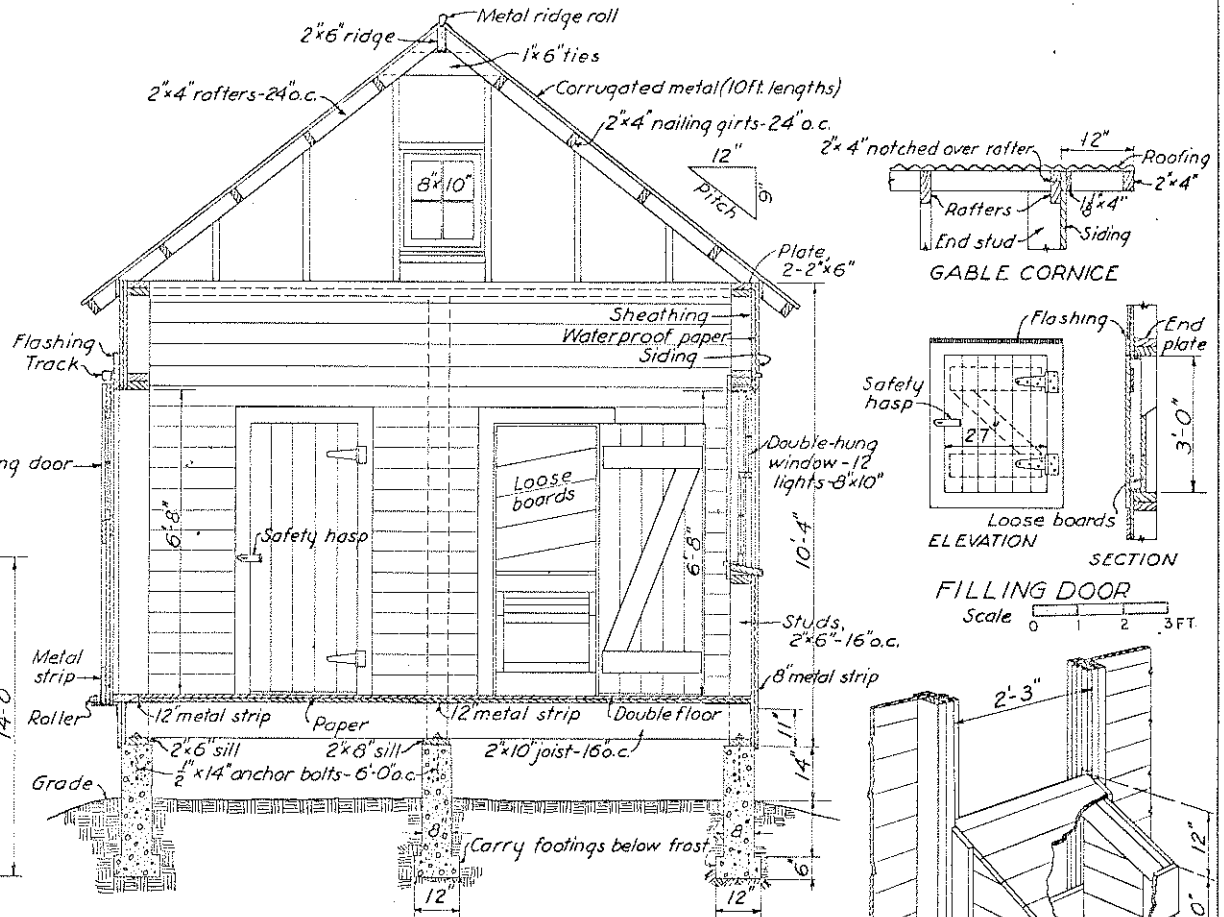 Metal ridge roll
2"x6" ridge
1"x6" ties
2"x4" rafters-24"o.c.
Corrugated metal (10ft. lengths)
2"x4" nailing girts-24"o.c.
8"x10"
12"
9"
Pitch
Plate,
2-2"x6"
Sheathing
Waterproof paper
Siding
Flashing
Track
ng door
6'-8"
Safety hasp
Loose
boards
6'-8"
Double-hung
window-12
lights-8"x10"
10'-4"
Studs,
2"x6"-16"o.c.
8" metal strip
Metal
strip
Roller
12" metal strip
Paper
12" metal strip
Double floor
11"
2"x6" sill
2"x8" sill
2"x10" joist-16"o.c.
½"x14" anchor bolts-6'-0"o.c.
14"
Grade
14'-0
8
8
Carry footings below frost
6"
12"
12"
2"x4" notched over rafter
12"
Roofing
2"x4"
Rafters
1⅛"x4"
End stud
Siding
GABLE CORNICE
Flashing
End
plate
Safety
hasp
27
3'-0"
Loose boards
ELEVATION
SECTION
FILLING DOOR
Scale
0 1 2 3 FT.
2'-3"
12"
0"